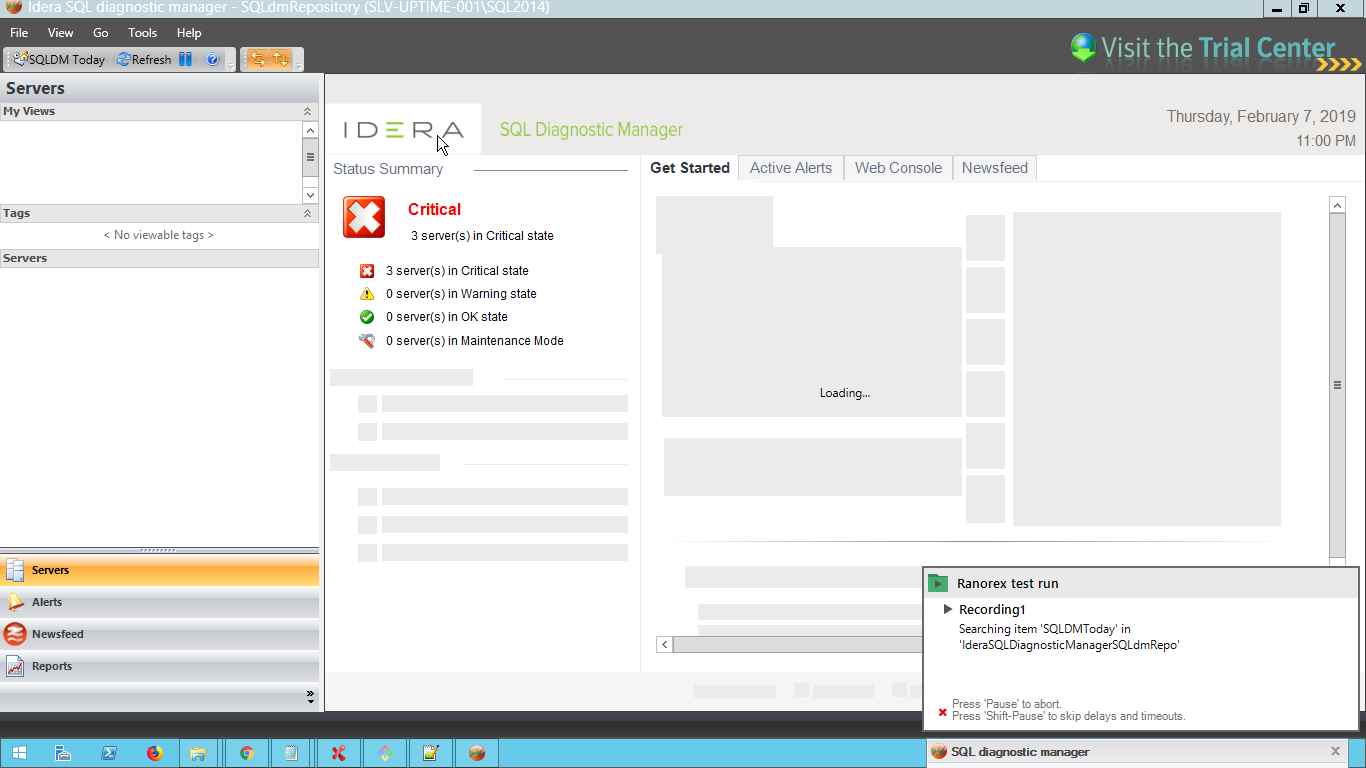 Idera SQL diagnostic manager - SQLdmRepository (SLV-UPTIME-001\SQL2014)
File View Go Tools Help
SQLDM Today Refresh
Visit the Trial Center
Servers
My Views
Tags
< No viewable tags >
Servers
Servers
Alerts
Newsfeed
Reports
IDERA SQL Diagnostic Manager
Thursday, February 7, 2019
11:00 PM
Status Summary
Critical
3 server(s) in Critical state
3 server(s) in Critical state
0 server(s) in Warning state
0 server(s) in OK state
0 server(s) in Maintenance Mode
Get Started Active Alerts Web Console Newsfeed
Loading...
Ranorex test run
Recording1
Searching item 'SQLDMToday' in
'IderaSQLDiagnosticManagerSQLdmRepo'
Press 'Pause' to abort.
Press 'Shift-Pause' to skip delays and timeouts.
SQL diagnostic manager